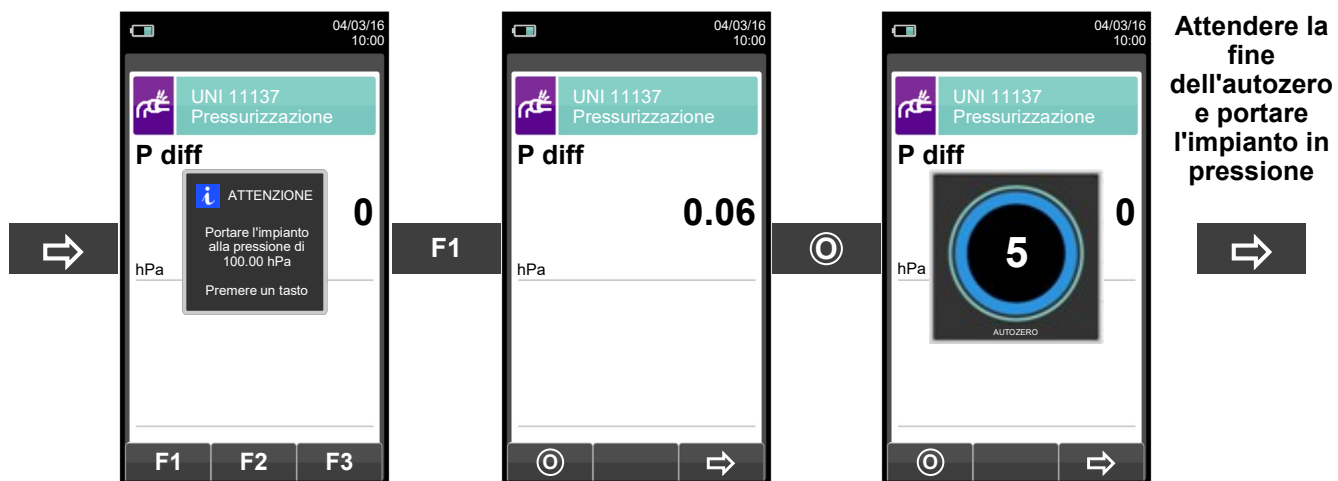 04/03/16
10:00
UNI 11137
Pressurizzazione
P diff
i ATTENZIONE
Portare l'impianto
alla pressione di
100.00 hPa
Premere un tasto
0
hPa
F1 F2 F3
F1
04/03/16
10:00
UNI 11137
Pressurizzazione
P diff
0.06
hPa
O
O
04/03/16
10:00
UNI 11137
Pressurizzazione
P diff
5
AUTOZERO
0
hPa
O
Attendere la
fine
dell'autozero
e portare
l'impianto in
pressione